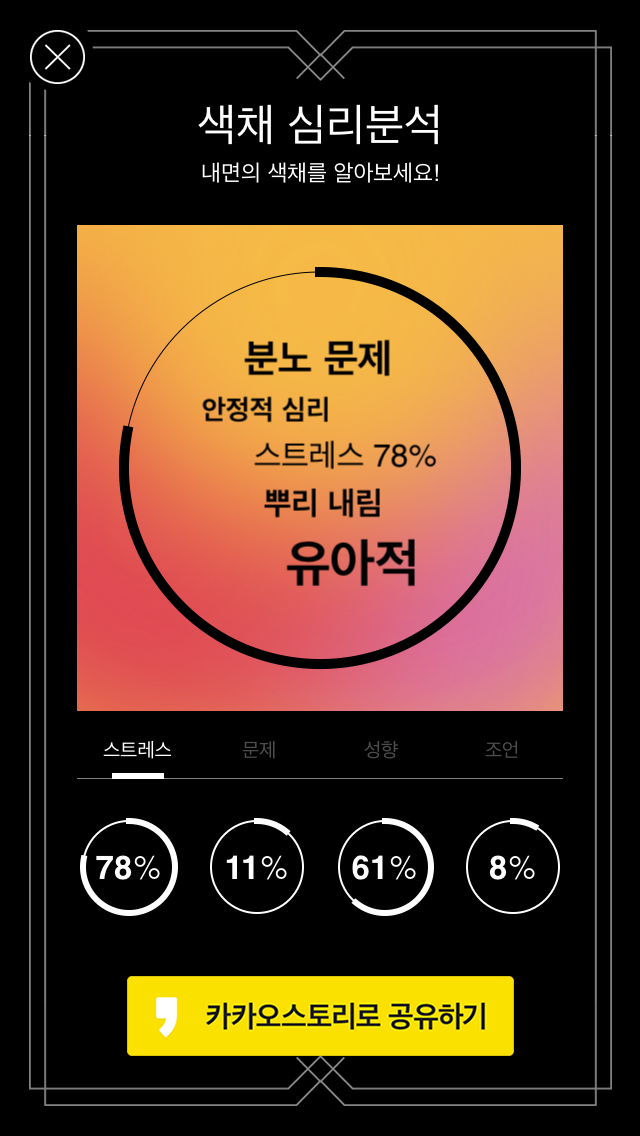 색채 심리분석
내면의 색채를 알아보세요!
분노 문제
안정적 심리
스트레스 78%
뿌리 내림
유아적
스트레스 문제 성향 조언
78% 11% 61% 8%
카카오스토리로 공유하기